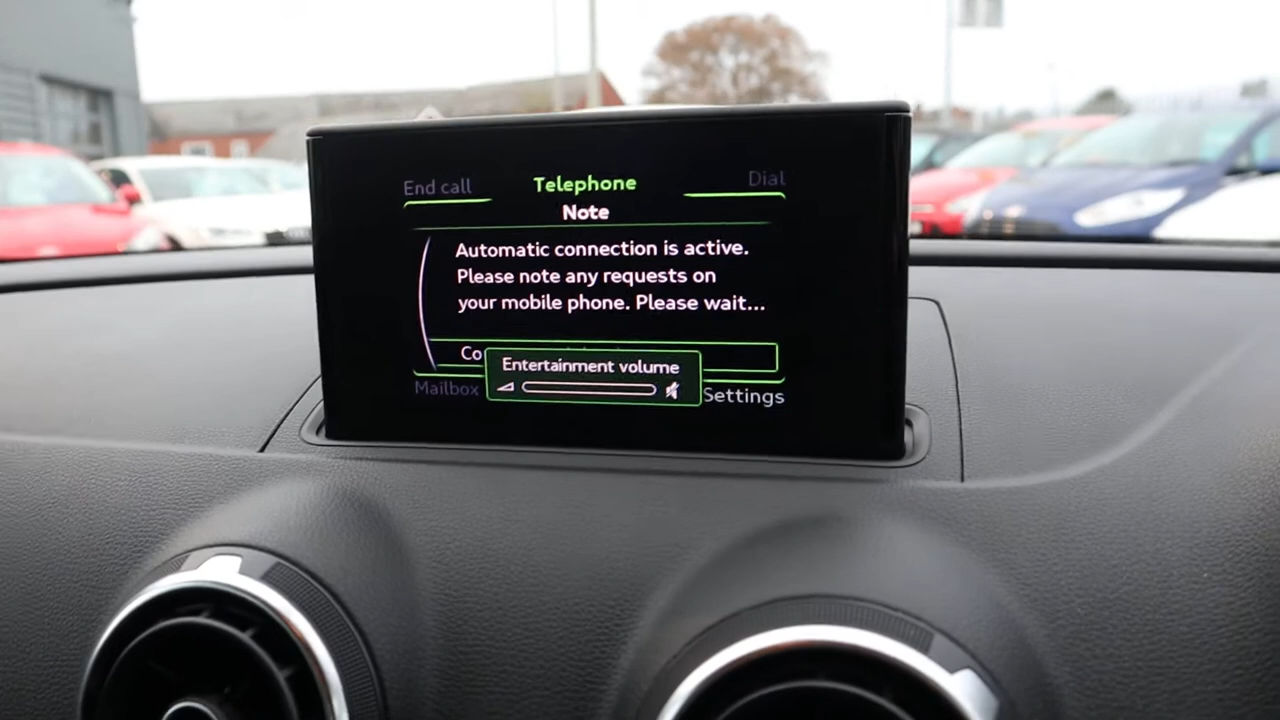 End call Telephone Dial
Note
Automatic connection is active.
Please note any requests on
your mobile phone. Please wait...
Entertainment volume
Mailbox Settings